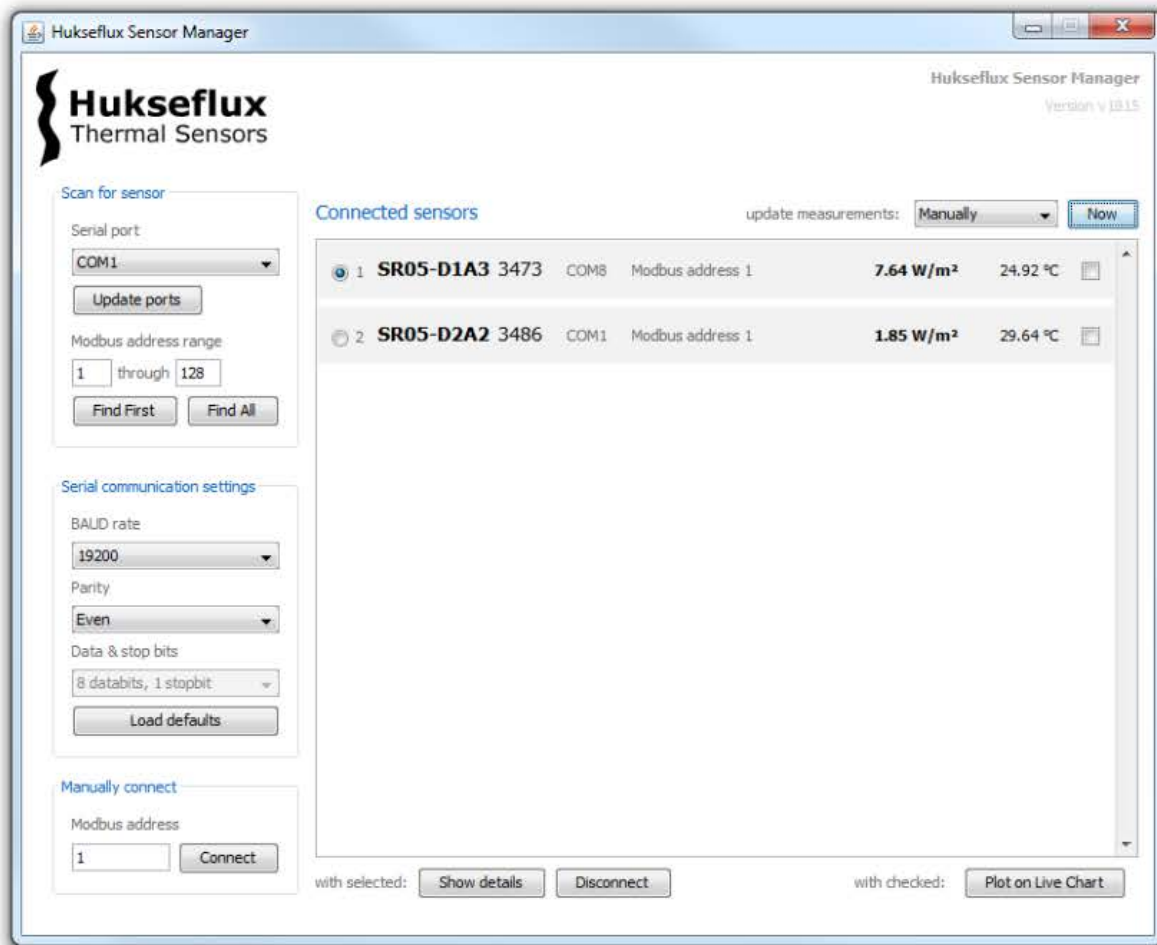 Hukseflux Sensor Manager
Hukseflux
Thermal Sensors
Hukseflux Sensor Manager
Version v1815
Scan for sensor
Serial port
COM1
Update ports
Modbus address range
1 through 128
Find First Find All
Serial communication settings
BAUD rate
19200
Parity
Even
Data & stop bits
8 databits, 1 stopbit
Load defaults
Manually connect
Modbus address
1 Connect
Connected sensors update measurements: Manually Now
1 SR05-D1A3 3473 COM8 Modbus address 1 7.64 W/m² 24.92 ºC
2 SR05-D2A2 3486 COM1 Modbus address 1 1.85 W/m² 29.64 ºC
with selected: Show details Disconnect with checked: Plot on Live Chart